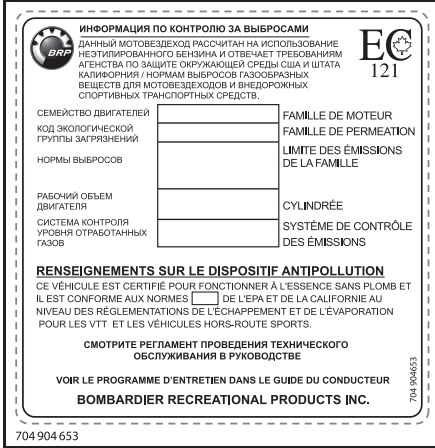 ИНФОРМАЦИЯ ПО КОНТРОЛЮ ЗА ВЫБРОСАМИ
BRP
ДАННЫЙ МОТОВЕЗДЕХОД РАССЧИТАН НА ИСПОЛЬЗОВАНИЕ
НЕЭТИЛИРОВАННОГО БЕНЗИНА И ОТВЕЧАЕТ ТРЕБОВАНИЯМ
АГЕНСТВА ПО ЗАЩИТЕ ОКРУЖАЮЩЕЙ СРЕДЫ США И ШТАТА
КАЛИФОРНИЯ / НОРМАМ ВЫБРОСОВ ГАЗООБРАЗНЫХ
ВЕЩЕСТВ ДЛЯ МОТОВЕЗДЕХОДОВ И ВНЕДОРОЖНЫХ
СПОРТИВНЫХ ТРАНСПОРТНЫХ СРЕДСТВ.
EC
121
СЕМЕЙСТВО ДВИГАТЕЛЕЙ FAMILLE DE MOTEUR
КОД ЭКОЛОГИЧЕСКОЙ FAMILLE DE PERMEATION
ГРУППЫ ЗАГРЯЗНЕНИЙ
НОРМЫ ВЫБРОСОВ LIMITE DES ÉMISSIONS
DE LA FAMILLE
РАБОЧИЙ ОБЪЕМ
ДВИГАТЕЛЯ CYLINDRÉE
СИСТЕМА КОНТРОЛЯ SYSTÈME DE CONTRÔLE
УРОВНЯ ОТРАБОТАННЫХ DES ÉMISSIONS
ГАЗОВ
RENSEIGNEMENTS SUR LE DISPOSITIF ANTIPOLLUTION
CE VÉHICULE EST CERTIFIÉ POUR FONCTIONNER À L'ESSENCE SANS PLOMB ET
IL EST CONFORME AUX NORMES DE L'EPA ET DE LA CALIFORNIE AU
NIVEAU DES RÉGLEMENTATIONS DE L'ÉCHAPPEMENT ET DE L'ÉVAPORATION
POUR LES VTT ET LES VÉHICULES HORS-ROUTE SPORTS.
СМОТРИТЕ РЕГЛАМЕНТ ПРОВЕДЕНИЯ ТЕХНИЧЕСКОГО
ОБСЛУЖИВАНИЯ В РУКОВОДСТВЕ
VOIR LE PROGRAMME D'ENTRETIEN DANS LE GUIDE DU CONDUCTEUR
BOMBARDIER RECREATIONAL PRODUCTS INC.
704 904653
704 904 653